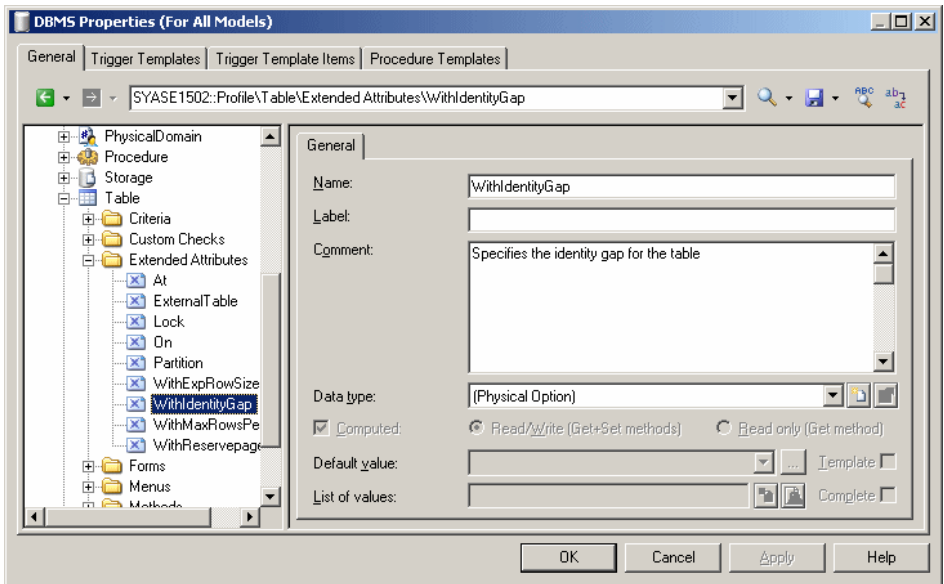 DBMS Properties (For All Models)
General Trigger Templates Trigger Template Items Procedure Templates
SYASE1502::Profile\Table\Extended Attributes\WithIdentityGap
ABC
ab
ac
PhysicalDomain
Procedure
Storage
Table
Criteria
Custom Checks
Extended Attributes
At
ExternalTable
Lock
On
Partition
WithExpRowSize
WithIdentityGap
WithMaxRowsPe
WithReservepage
Forms
Menus
Methods
General
Name: WithIdentityGap
Label:
Comment: Specifies the identity gap for the table
Data type: (Physical Option)
Computed: Read/Write (Get+Set methods) Read only (Get method)
Default value: ... Template
List of values: Complete
OK Cancel Apply Help